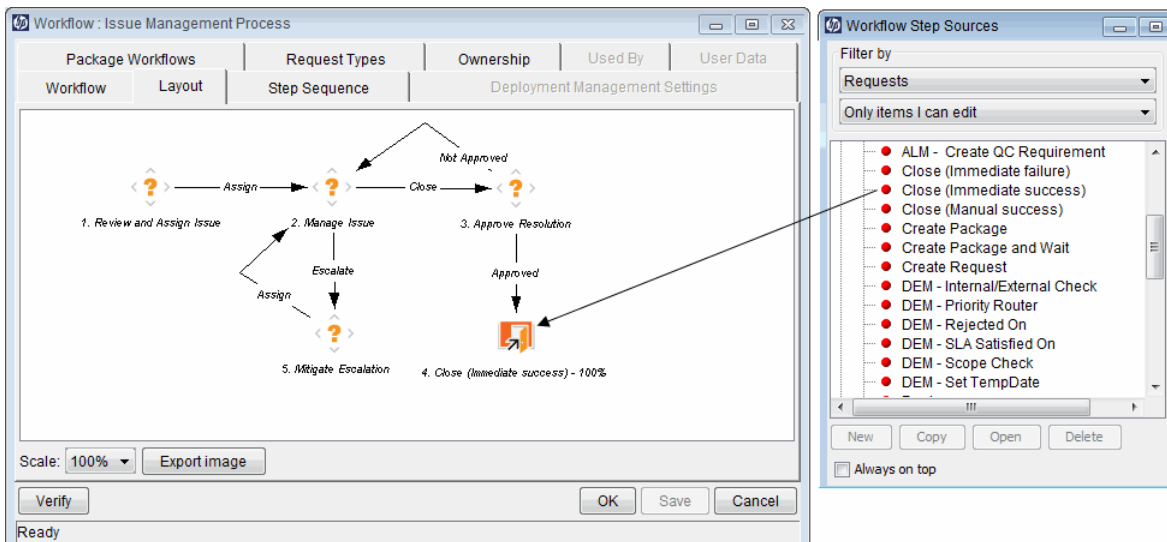 Workflow : Issue Management Process
Package Workflows Request Types Ownership Used By User Data
Workflow Layout Step Sequence Deployment Management Settings
Not Approved
Assign Close
1. Review and Assign Issue 2. Manage Issue 3. Approve Resolution
Escalate Approved
Assign
5. Mitigate Escalation 4. Close (Immediate success) - 100%
Scale: 100% Export image
Verify OK Save Cancel
Ready
Workflow Step Sources
Filter by
Requests
Only items I can edit
ALM - Create QC Requirement
Close (Immediate failure)
Close (Immediate success)
Close (Manual success)
Create Package
Create Package and Wait
Create Request
DEM - Internal/External Check
DEM - Priority Router
DEM - Rejected On
DEM - SLA Satisfied On
DEM - Scope Check
DEM - Set TempDate
New Copy Open Delete
Always on top